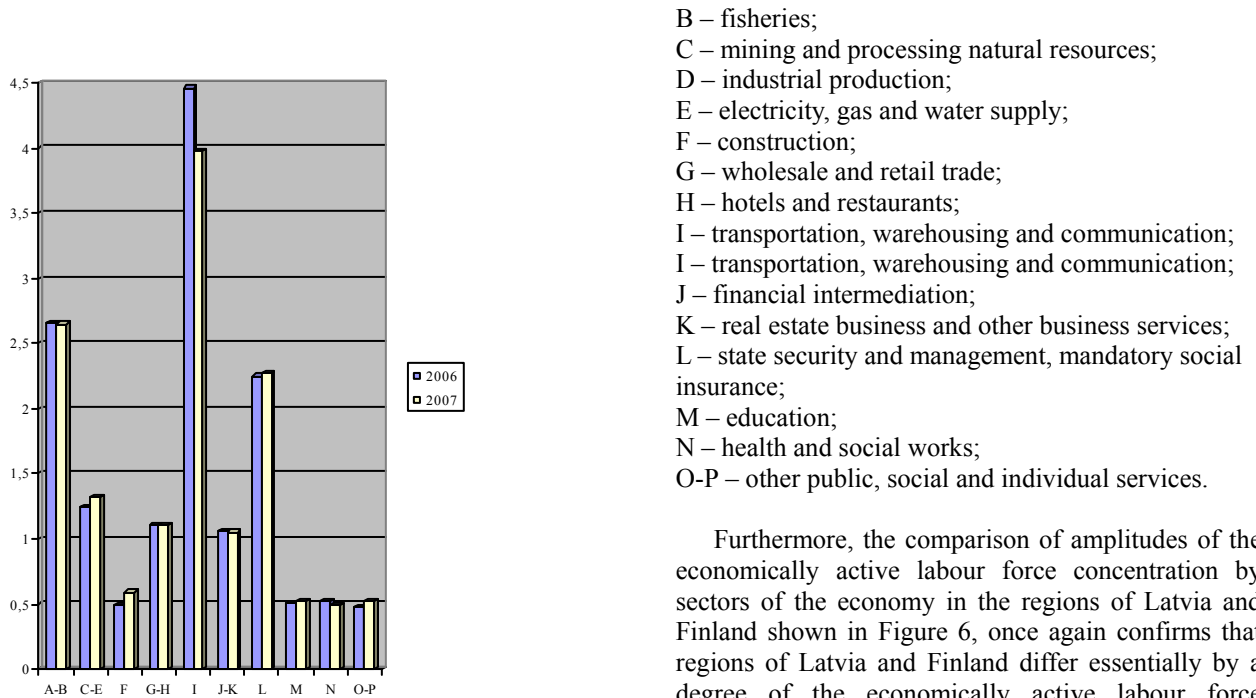 4,5
4
3,5
3
2,5
2
1,5
1
0,5
0
A-B C-E F G-H I J-K L M N O-P
2006
2007
B – fisheries;
C – mining and processing natural resources;
D – industrial production;
E – electricity, gas and water supply;
F – construction;
G – wholesale and retail trade;
H – hotels and restaurants;
I – transportation, warehousing and communication;
I – transportation, warehousing and communication;
J – financial intermediation;
K – real estate business and other business services;
L – state security and management, mandatory social
insurance;
M – education;
N – health and social works;
O-P – other public, social and individual services.
Furthermore, the comparison of amplitudes of the
economically active labour force concentration by
sectors of the economy in the regions of Latvia and
Finland shown in Figure 6, once again confirms that
regions of Latvia and Finland differ essentially by a
degree of the economically active labour force